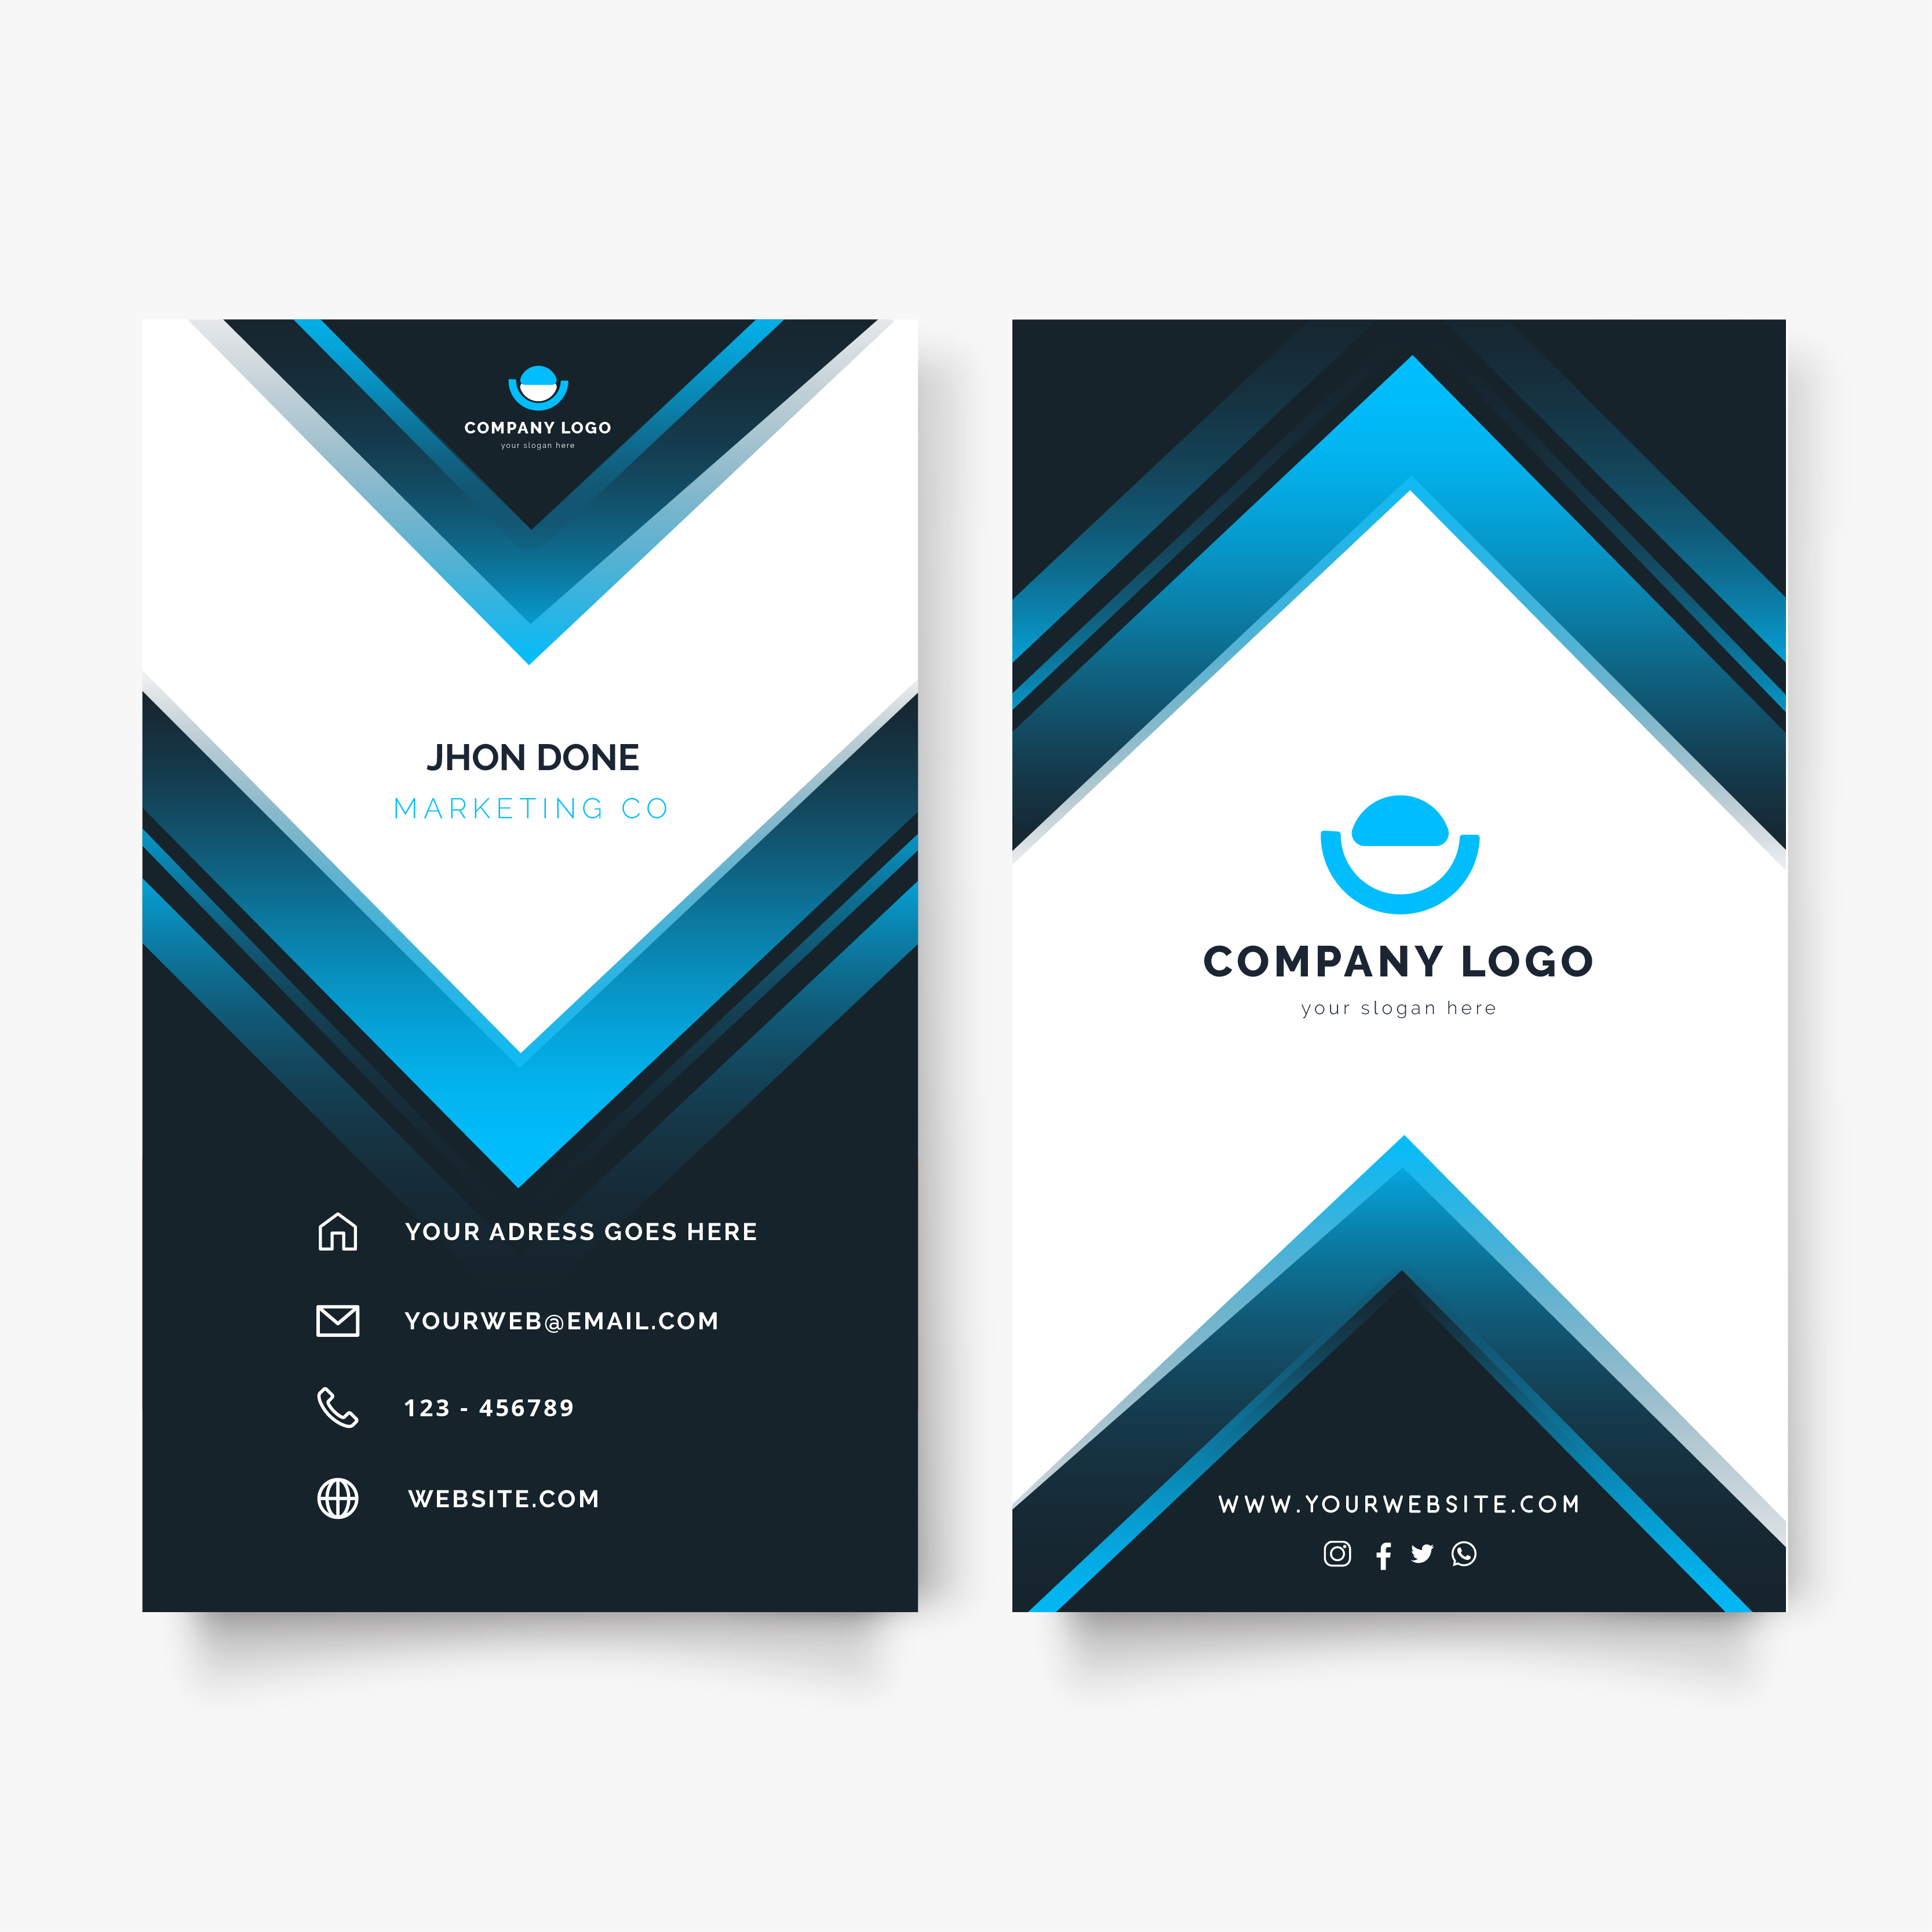 COMPANY LOGO
your slogan here
JHON DONE
MARKETING CO
YOUR ADRESS GOES HERE
YOURWEB@EMAIL.COM
123 - 456789
WEBSITE.COM
COMPANY LOGO
your slogan here
WWW.YOURWEBSITE.COM